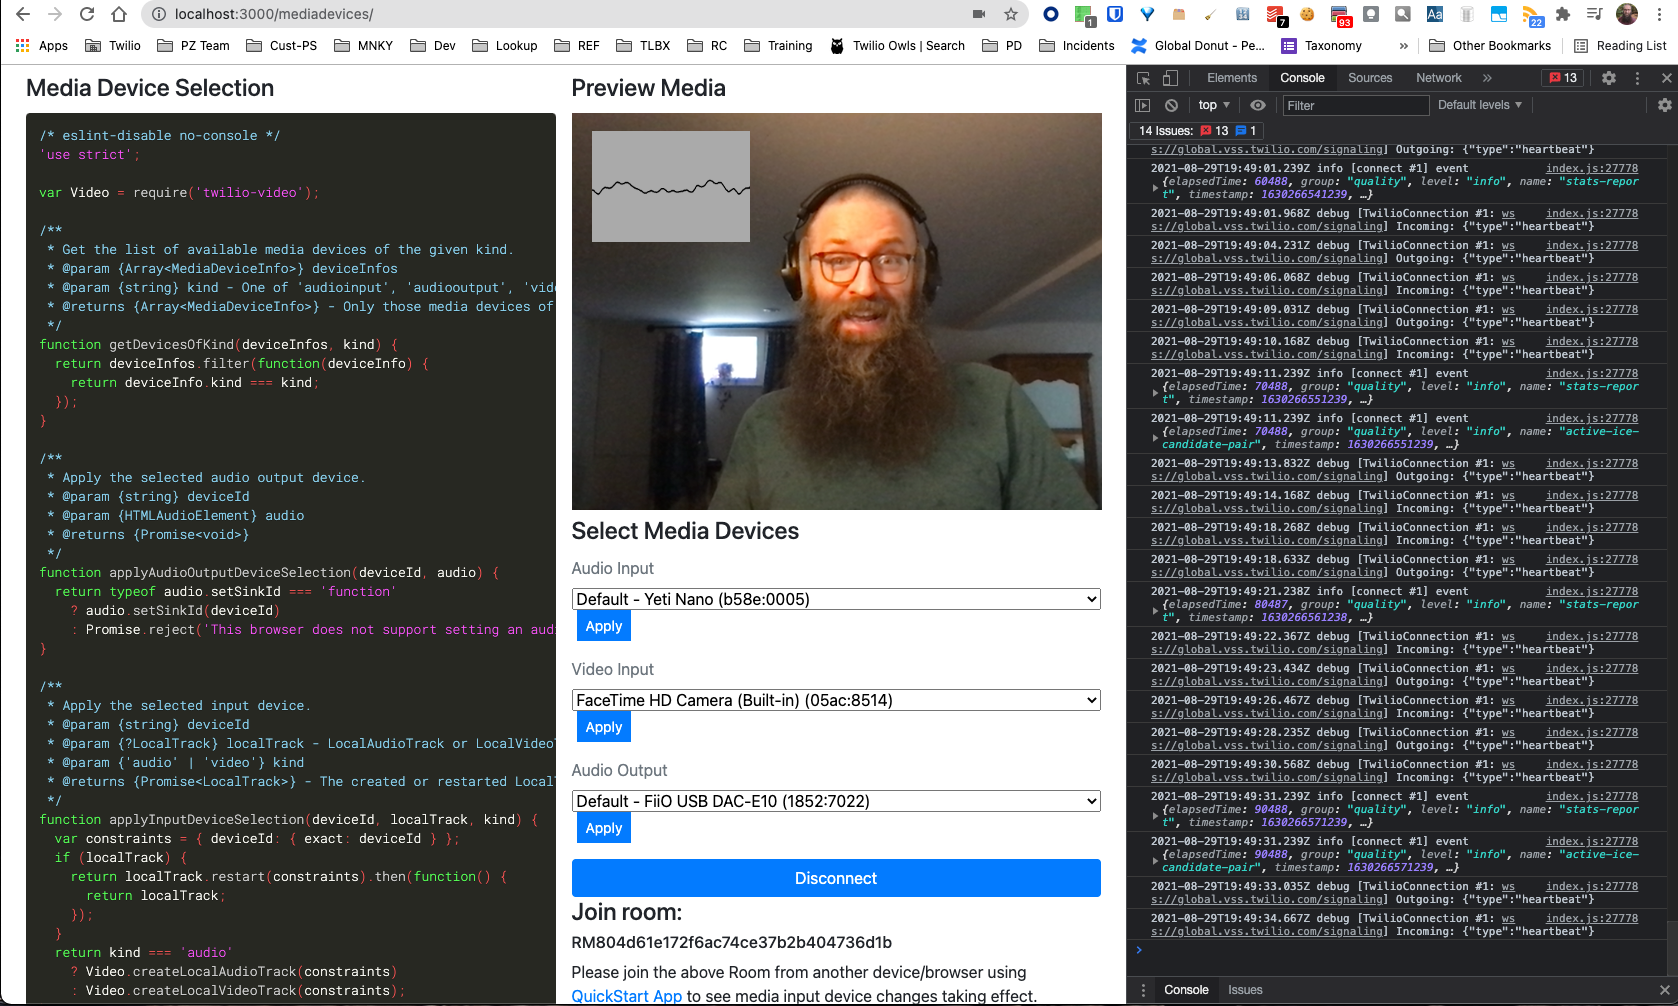 localhost:3000/mediadevices/
1
7
93
Aa
22
Apps
Twilio
PZ Team
Cust-PS
MNKY
Dev
Lookup
REF
TLBX
RC
Training
Twilio Owls | Search
PD
Incidents
Global Donut - Pe...
Taxonomy
»
Other Bookmarks
Reading List
Media Device Selection
/* eslint-disable no-console */
'use strict';
var Video = require('twilio-video');
/**
* Get the list of available media devices of the given kind.
* @param {Array<MediaDeviceInfo>} deviceInfos
* @param {string} kind - One of 'audioinput', 'audiooutput', 'vide
* @returns {Array<MediaDeviceInfo>} - Only those media devices of
*/
function getDevicesOfKind(deviceInfos, kind) {
return deviceInfos.filter(function(deviceInfo) {
return deviceInfo.kind === kind;
});
}
/**
* Apply the selected audio output device.
* @param {string} deviceId
* @param {HTMLAudioElement} audio
* @returns {Promise<void>}
*/
function applyAudioOutputDeviceSelection(deviceId, audio) {
return typeof audio.setSinkId === 'function'
? audio.setSinkId(deviceId)
: Promise.reject('This browser does not support setting an audi
}
/**
* Apply the selected input device.
* @param {string} deviceId
* @param {?LocalTrack} localTrack - LocalAudioTrack or LocalVideoT
* @param {'audio' | 'video'} kind
* @returns {Promise<LocalTrack>} - The created or restarted LocalT
*/
function applyInputDeviceSelection(deviceId, localTrack, kind) {
var constraints = { deviceId: { exact: deviceId } };
if (localTrack) {
return localTrack.restart(constraints).then(function() {
return localTrack;
});
}
return kind === 'audio'
? Video.createLocalAudioTrack(constraints)
: Video.createLocalVideoTrack(constraints);
Preview Media
Select Media Devices
Audio Input
Default - Yeti Nano (b58e:0005)
Apply
Video Input
FaceTime HD Camera (Built-in) (05ac:8514)
Apply
Audio Output
Default - FiiO USB DAC-E10 (1852:7022)
Apply
Disconnect
Join room:
RM804d61e172f6ac74ce37b2b404736d1b
Please join the above Room from another device/browser using
QuickStart App to see media input device changes taking effect.
Elements
Console
Sources
Network
»
13
top
Filter
Default levels
14 Issues: 13 1
s://global.vss.twilio.com/signaling] Outgoing: {"type":"heartbeat"}
2021-08-29T19:49:01.239Z info [connect #1] event index.js:27778
{elapsedTime: 60488, group: "quality", level: "info", name: "stats-repor
t", timestamp: 1630266541239, …}
2021-08-29T19:49:01.968Z debug [TwilioConnection #1: ws index.js:27778
s://global.vss.twilio.com/signaling] Incoming: {"type":"heartbeat"}
2021-08-29T19:49:04.231Z debug [TwilioConnection #1: ws index.js:27778
s://global.vss.twilio.com/signaling] Outgoing: {"type":"heartbeat"}
2021-08-29T19:49:06.068Z debug [TwilioConnection #1: ws index.js:27778
s://global.vss.twilio.com/signaling] Incoming: {"type":"heartbeat"}
2021-08-29T19:49:09.031Z debug [TwilioConnection #1: ws index.js:27778
s://global.vss.twilio.com/signaling] Outgoing: {"type":"heartbeat"}
2021-08-29T19:49:10.168Z debug [TwilioConnection #1: ws index.js:27778
s://global.vss.twilio.com/signaling] Incoming: {"type":"heartbeat"}
2021-08-29T19:49:11.239Z info [connect #1] event index.js:27778
{elapsedTime: 70488, group: "quality", level: "info", name: "stats-repor
t", timestamp: 1630266551239, …}
2021-08-29T19:49:11.239Z info [connect #1] event index.js:27778
{elapsedTime: 70488, group: "quality", level: "info", name: "active-ice-
candidate-pair", timestamp: 1630266551239, …}
2021-08-29T19:49:13.832Z debug [TwilioConnection #1: ws index.js:27778
s://global.vss.twilio.com/signaling] Outgoing: {"type":"heartbeat"}
2021-08-29T19:49:14.168Z debug [TwilioConnection #1: ws index.js:27778
s://global.vss.twilio.com/signaling] Incoming: {"type":"heartbeat"}
2021-08-29T19:49:18.268Z debug [TwilioConnection #1: ws index.js:27778
s://global.vss.twilio.com/signaling] Incoming: {"type":"heartbeat"}
2021-08-29T19:49:18.633Z debug [TwilioConnection #1: ws index.js:27778
s://global.vss.twilio.com/signaling] Outgoing: {"type":"heartbeat"}
2021-08-29T19:49:21.238Z info [connect #1] event index.js:27778
{elapsedTime: 80487, group: "quality", level: "info", name: "stats-repor
t", timestamp: 1630266561238, …}
2021-08-29T19:49:22.367Z debug [TwilioConnection #1: ws index.js:27778
s://global.vss.twilio.com/signaling] Incoming: {"type":"heartbeat"}
2021-08-29T19:49:23.434Z debug [TwilioConnection #1: ws index.js:27778
s://global.vss.twilio.com/signaling] Outgoing: {"type":"heartbeat"}
2021-08-29T19:49:26.467Z debug [TwilioConnection #1: ws index.js:27778
s://global.vss.twilio.com/signaling] Incoming: {"type":"heartbeat"}
2021-08-29T19:49:28.235Z debug [TwilioConnection #1: ws index.js:27778
s://global.vss.twilio.com/signaling] Outgoing: {"type":"heartbeat"}
2021-08-29T19:49:30.568Z debug [TwilioConnection #1: ws index.js:27778
s://global.vss.twilio.com/signaling] Incoming: {"type":"heartbeat"}
2021-08-29T19:49:31.239Z info [connect #1] event index.js:27778
{elapsedTime: 90488, group: "quality", level: "info", name: "stats-repor
t", timestamp: 1630266571239, …}
2021-08-29T19:49:31.239Z info [connect #1] event index.js:27778
{elapsedTime: 90488, group: "quality", level: "info", name: "active-ice-
candidate-pair", timestamp: 1630266571239, …}
2021-08-29T19:49:33.035Z debug [TwilioConnection #1: ws index.js:27778
s://global.vss.twilio.com/signaling] Outgoing: {"type":"heartbeat"}
2021-08-29T19:49:34.667Z debug [TwilioConnection #1: ws index.js:27778
s://global.vss.twilio.com/signaling] Incoming: {"type":"heartbeat"}
Console
Issues